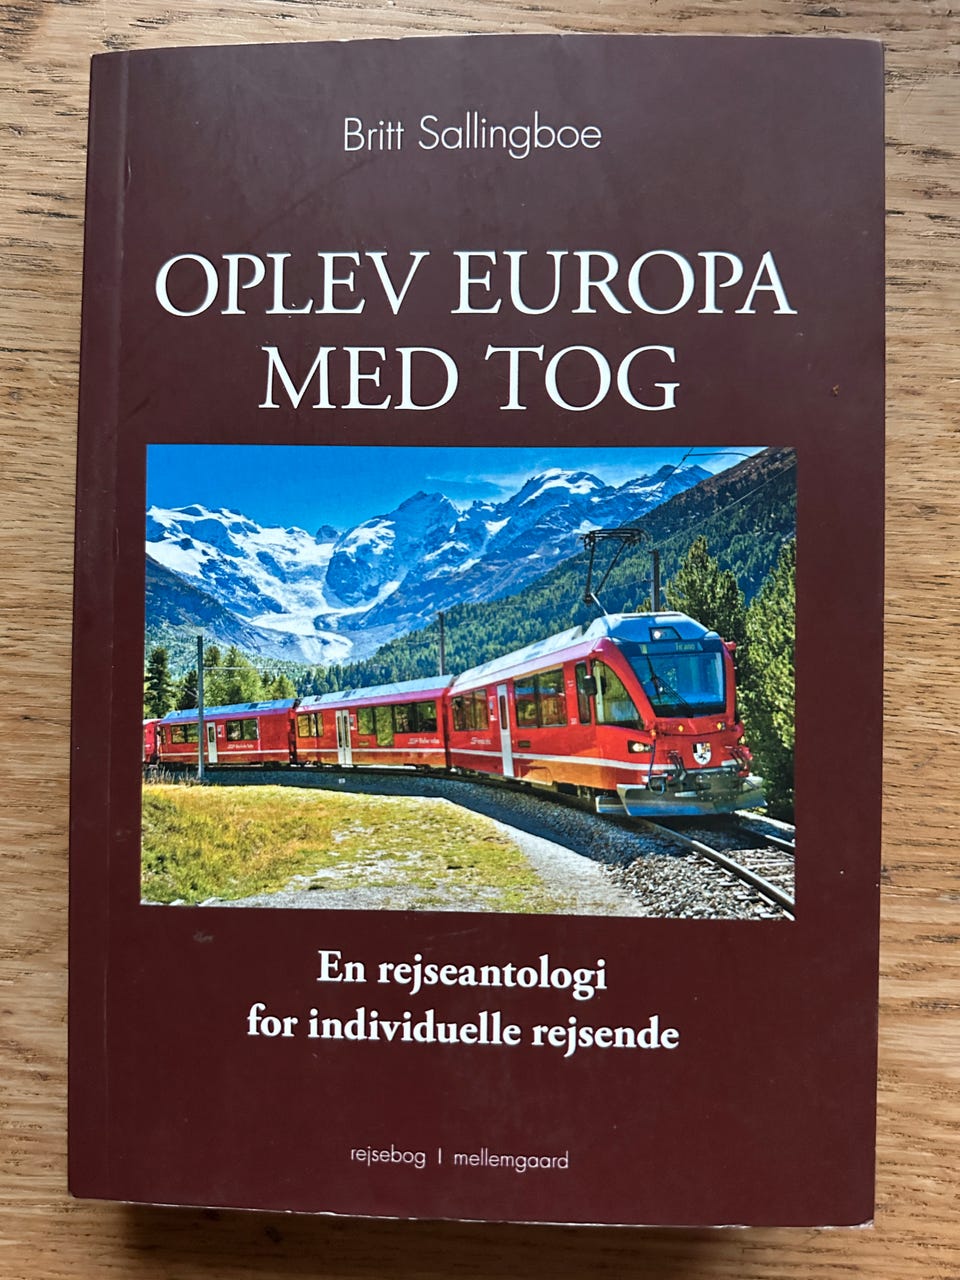 Britt Sallingboe
OPLEV EUROPA
MED TOG
En rejseantologi
for individuelle rejsende
rejsebog | mellemgaard